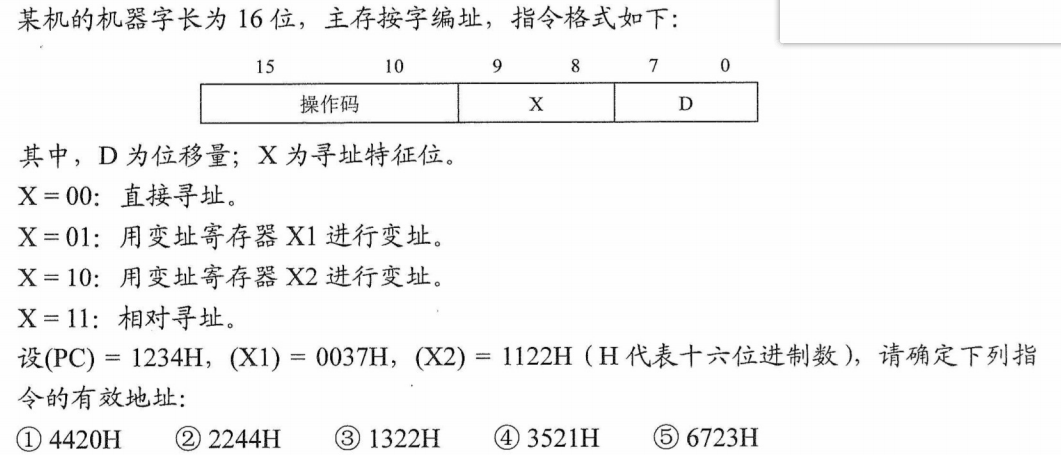 某机的机器字长为 16 位，主存按字编址，指令格式如下：
15 10 9 8 7 0
操作码 X D
其中，D 为位移量；X 为寻址特征位。
X = 00：直接寻址。
X = 01：用变址寄存器 X1 进行变址。
X = 10：用变址寄存器 X2 进行变址。
X = 11：相对寻址。
设(PC) = 1234H，(X1) = 0037H，(X2) = 1122H（H 代表十六位进制数），请确定下列指
令的有效地址：
① 4420H ② 2244H ③ 1322H ④ 3521H ⑤ 6723H